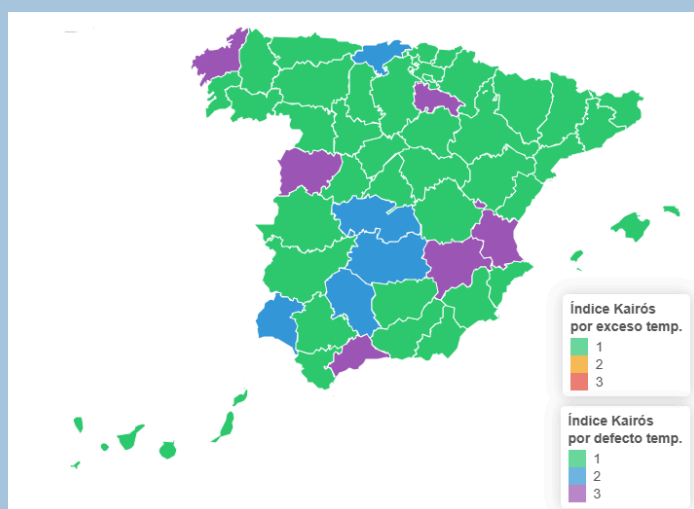 Índice Kairós
por exceso temp.
1
2
3
Índice Kairós
por defecto temp.
1
2
3